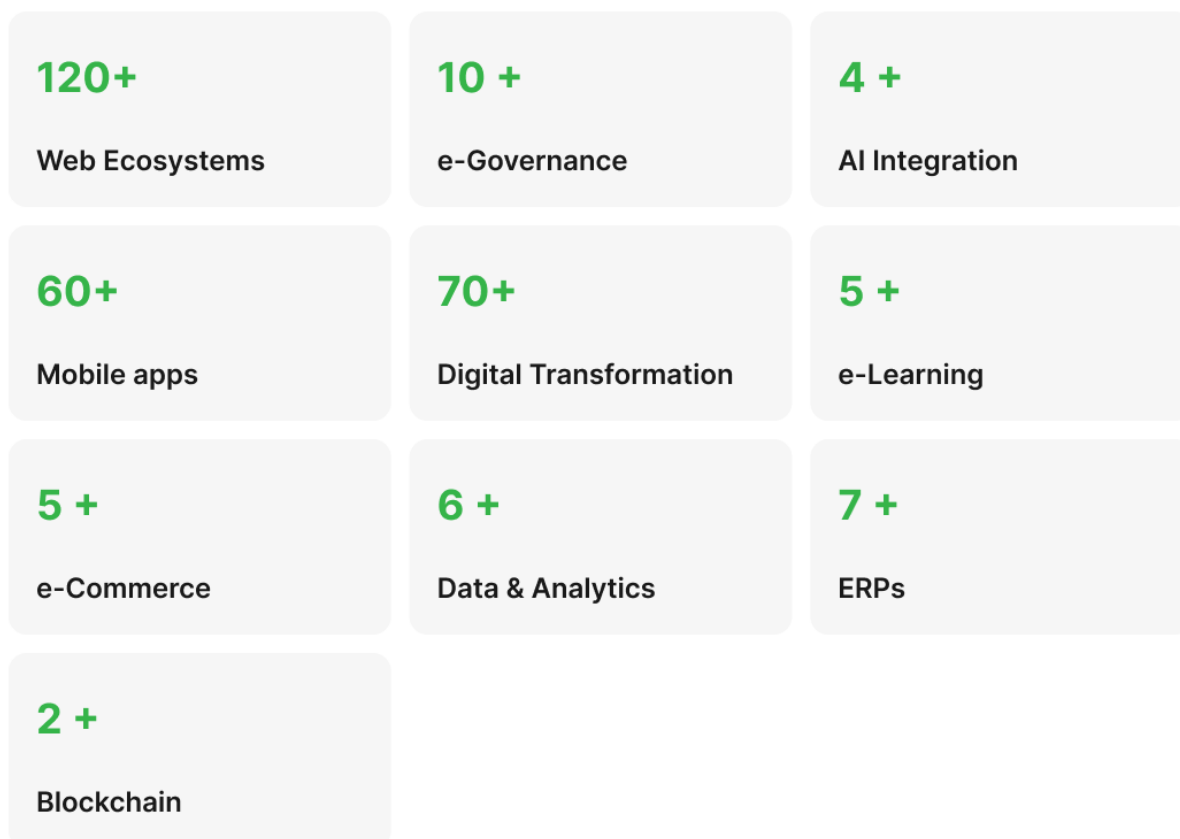 120+
Web Ecosystems
10 +
e-Governance
4 +
AI Integration
60+
Mobile apps
70+
Digital Transformation
5 +
e-Learning
5 +
e-Commerce
6 +
Data & Analytics
7 +
ERPs
2 +
Blockchain